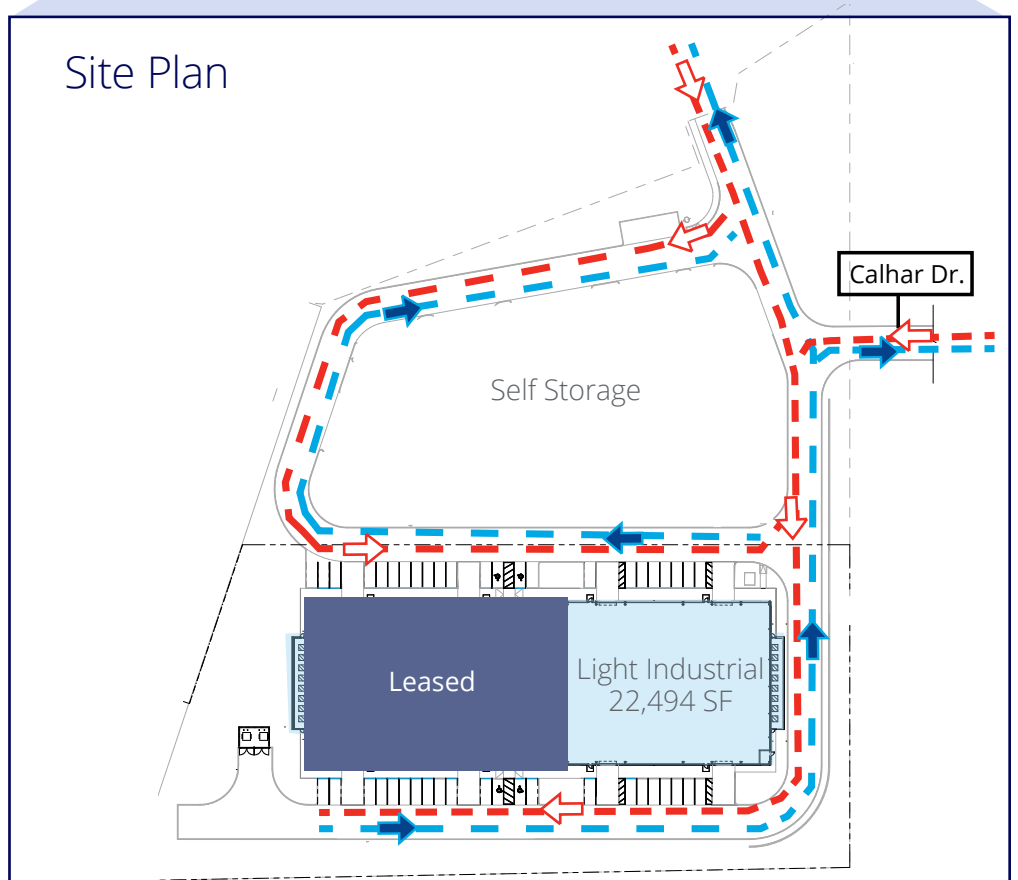 Site Plan
Calhar Dr.
Self Storage
Leased
Light Industrial
22,494 SF